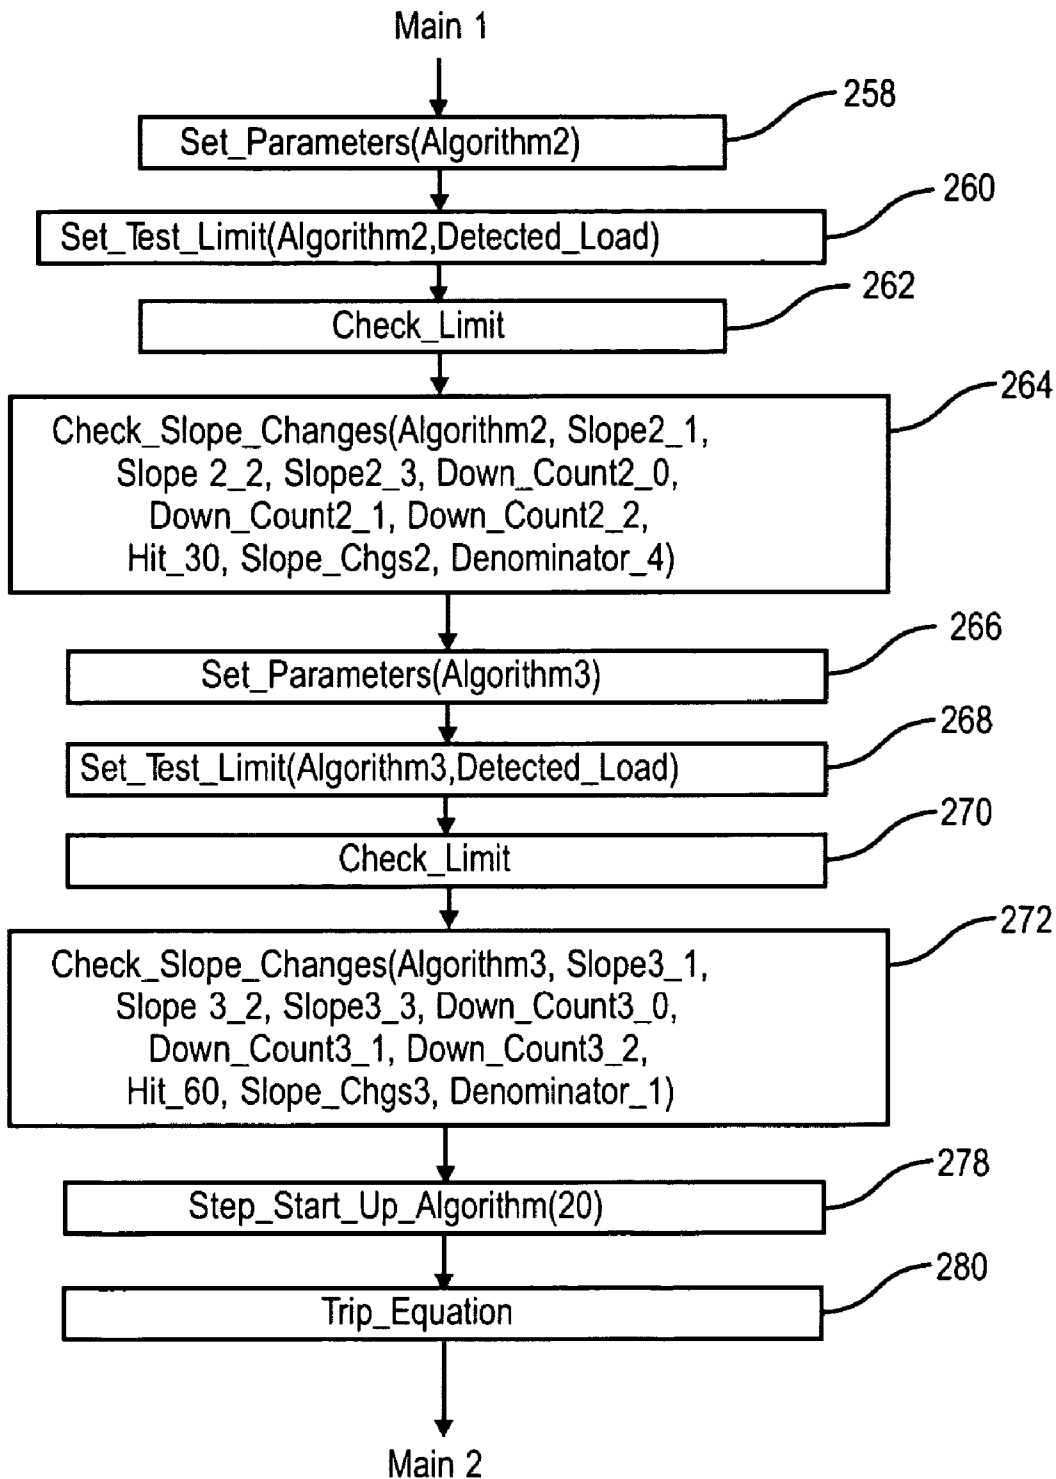 Main 1
258
Set_Parameters(Algorithm2)
260
Set_Test_Limit(Algorithm2,Detected_Load)
262
Check_Limit
264
Check_Slope_Changes(Algorithm2, Slope2_1,
Slope 2_2, Slope2_3, Down_Count2_0,
Down_Count2_1, Down_Count2_2,
Hit_30, Slope_Chgs2, Denominator_4)
266
Set_Parameters(Algorithm3)
268
Set_Test_Limit(Algorithm3,Detected_Load)
270
Check_Limit
272
Check_Slope_Changes(Algorithm3, Slope3_1,
Slope 3_2, Slope3_3, Down_Count3_0,
Down_Count3_1, Down_Count3_2,
Hit_60, Slope_Chgs3, Denominator_1)
278
Step_Start_Up_Algorithm(20)
280
Trip_Equation
Main 2